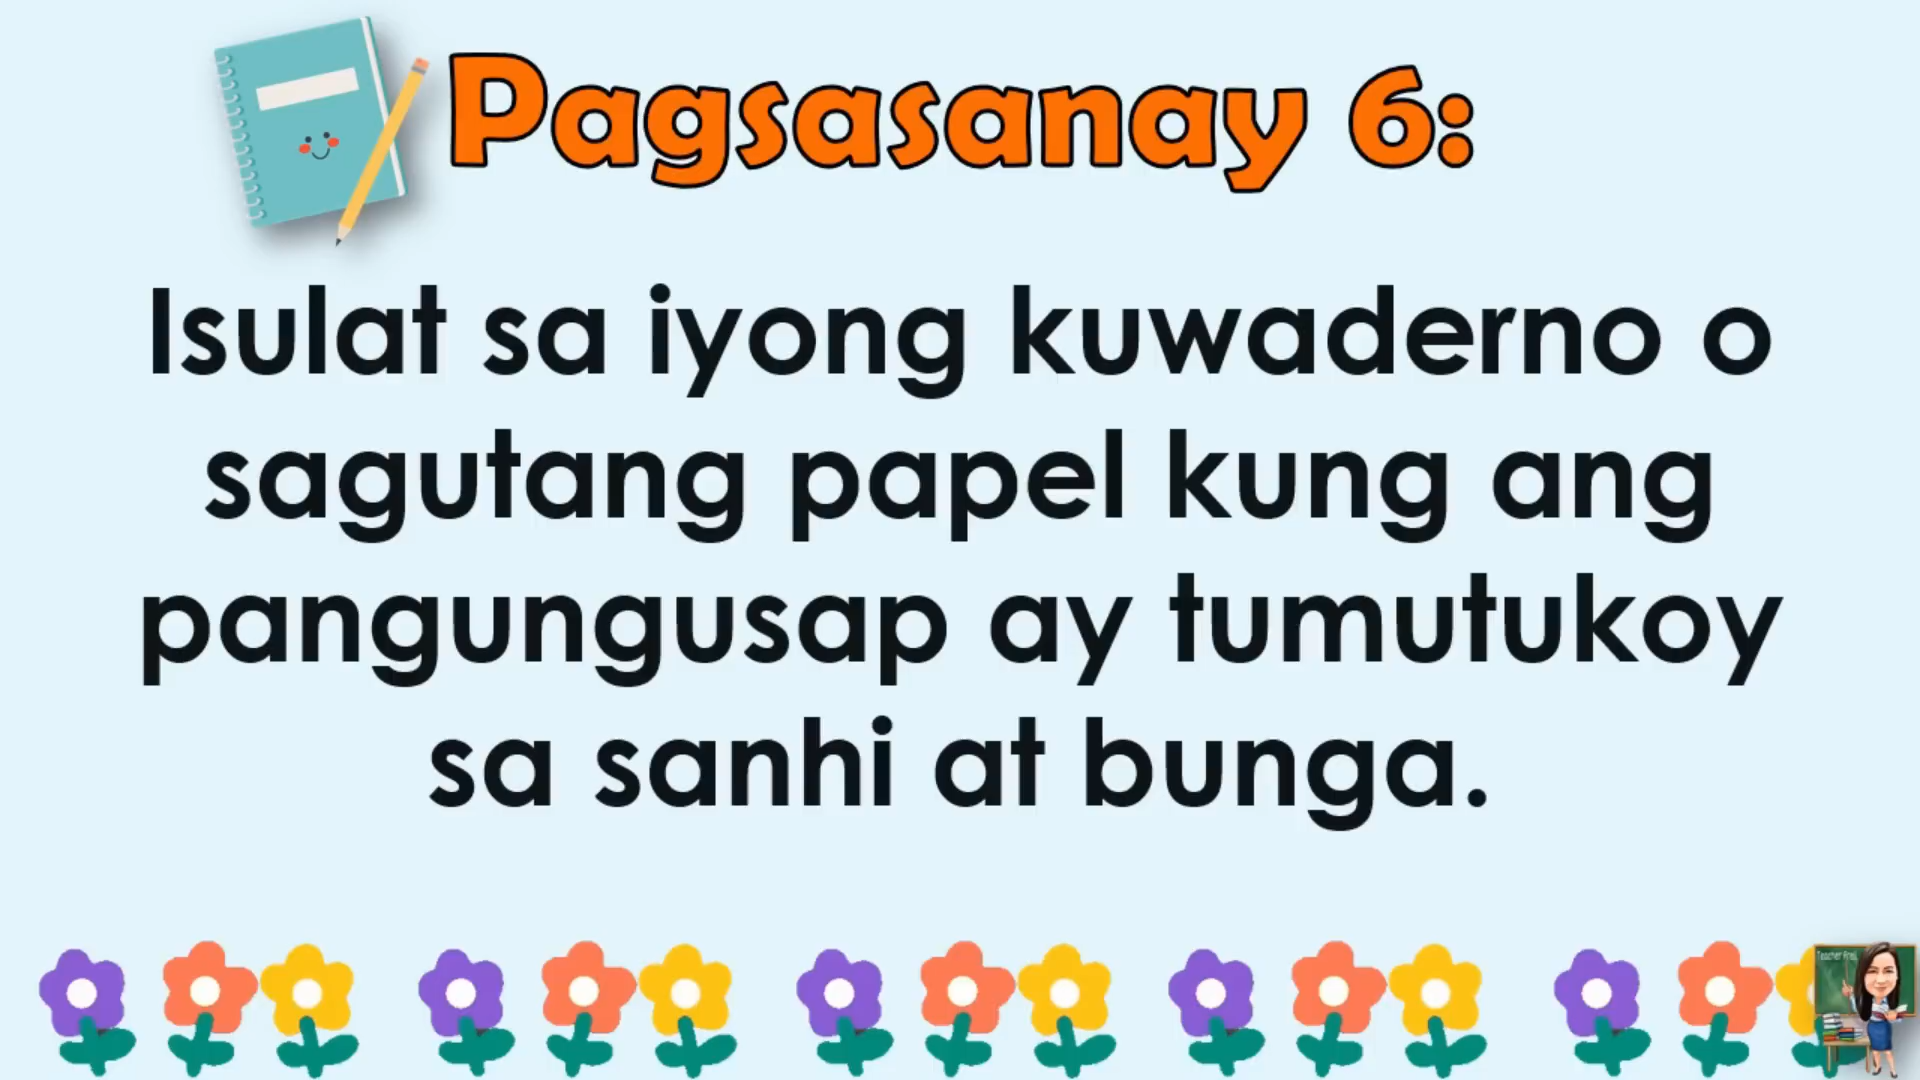 Pagsasanay 6:
Isulat sa iyong kuwaderno o
sagutang papel kung ang
pangungusap ay tumutukoy
sa sanhi at bunga.